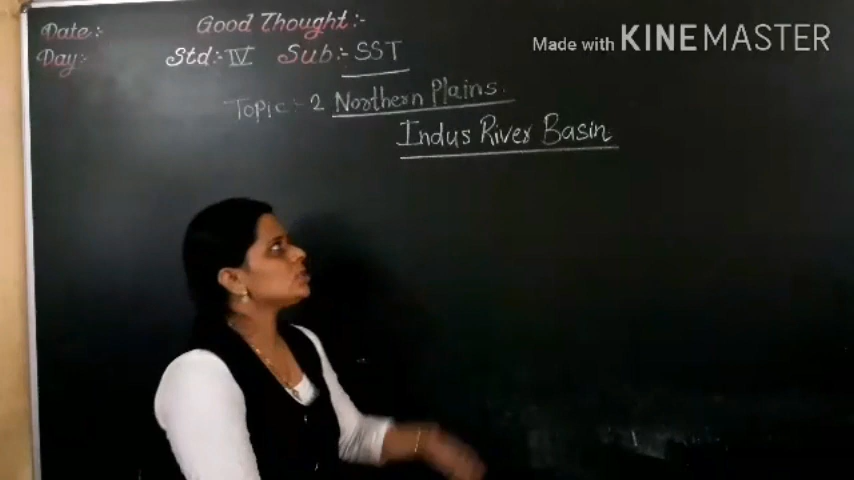 Date:-
Good Thought:-
Day:-
Std:- IV Sub:- SST
Made with KINEMASTER
Topic:- 2 Northern Plains.
Indus River Basin